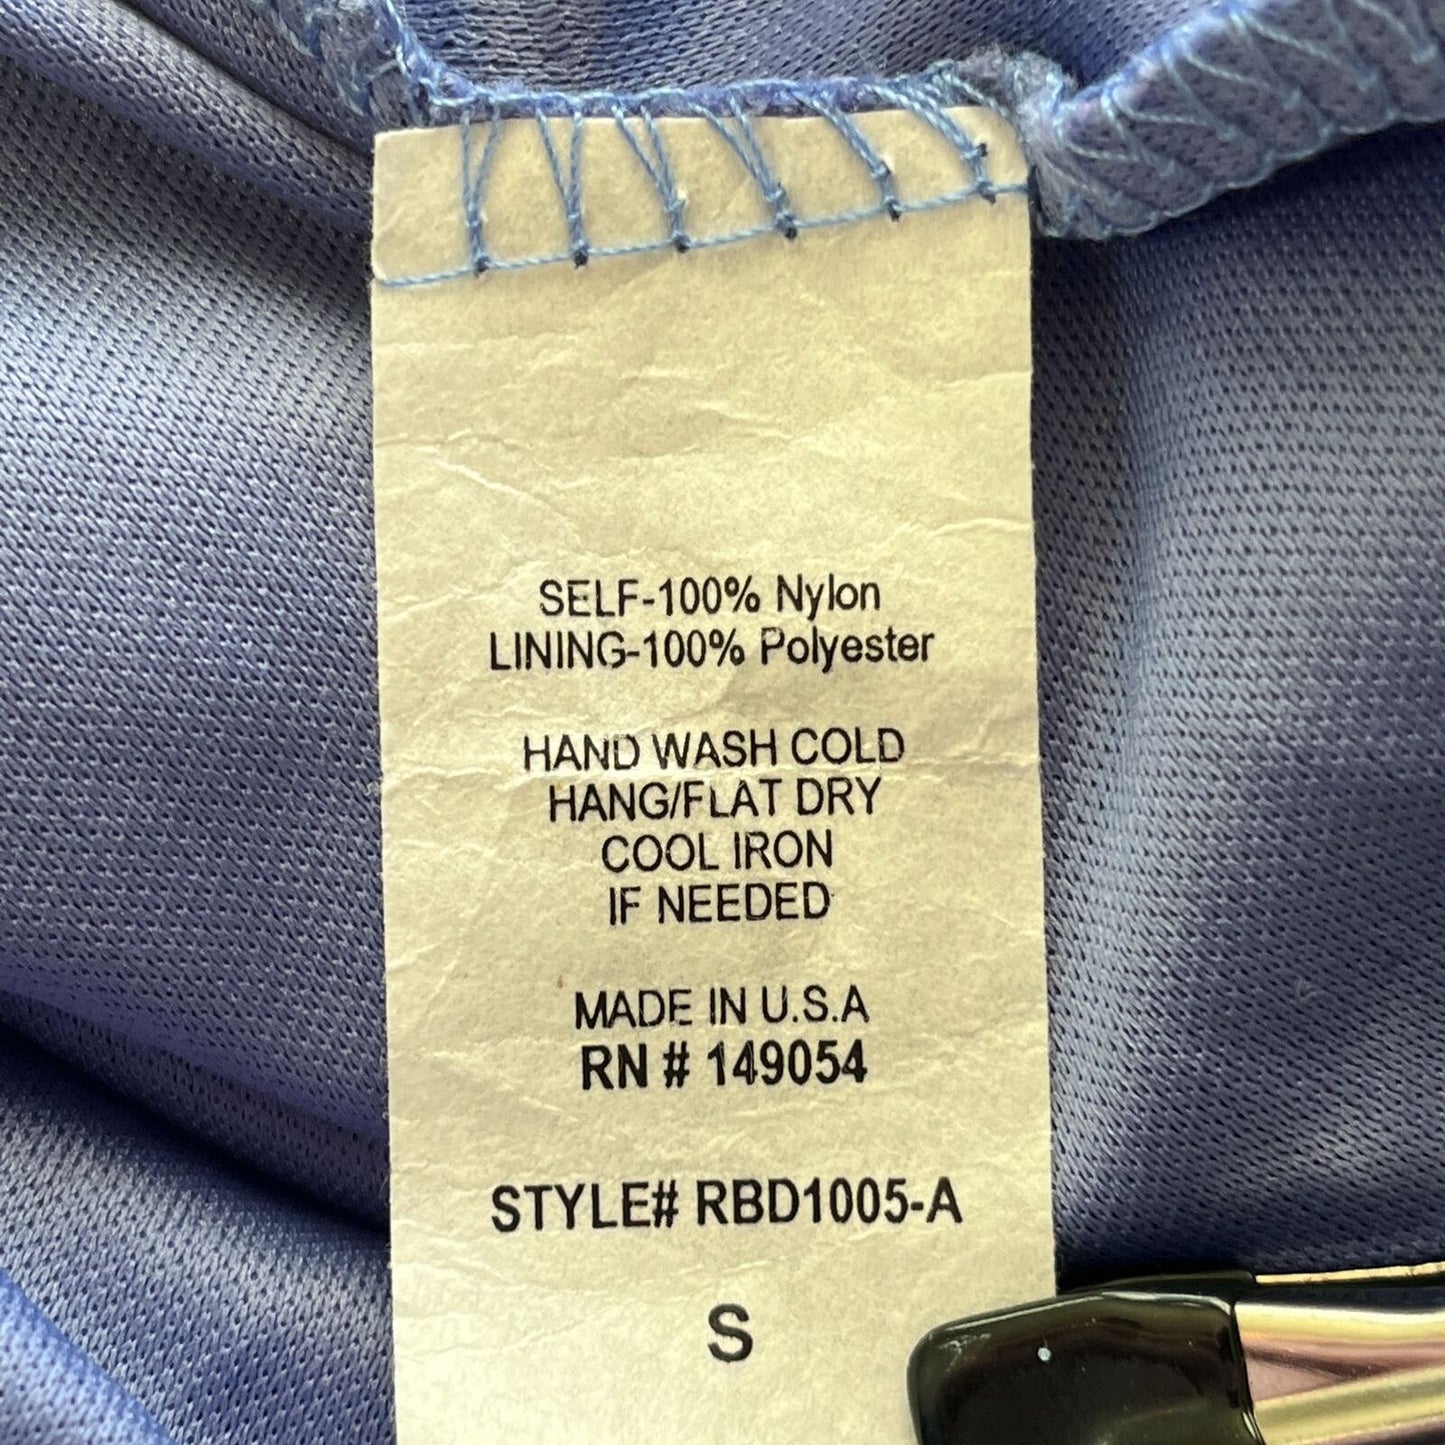 SELF-100% Nylon
LINING-100% Polyester
HAND WASH COLD
HANG/FLAT DRY
COOL IRON
IF NEEDED
MADE IN U.S.A
RN # 149054
STYLE# RBD1005-A
S